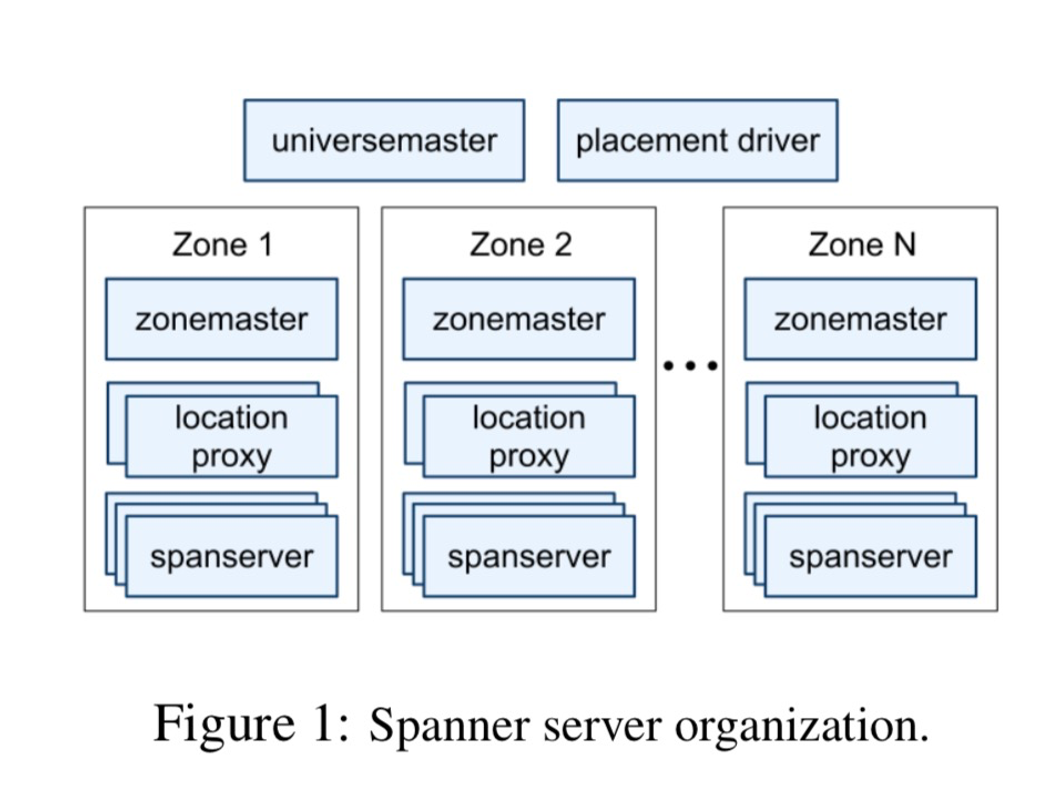 universemaster placement driver
Zone 1 Zone 2 Zone N
zonemaster zonemaster zonemaster
...
location location location
proxy proxy proxy
spanserver spanserver spanserver
Figure 1: Spanner server organization.